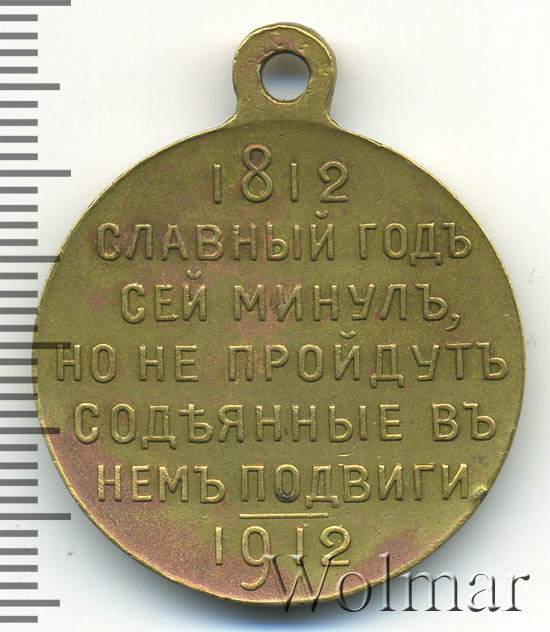 1812
СЛАВНЫЙ ГОДЪ
СЕЙ МИНУЛЪ,
НО НЕ ПРОЙДУТЪ
СОДѢЯННЫЕ ВЪ
НЕМЪ ПОДВИГИ
1912
Wolmar